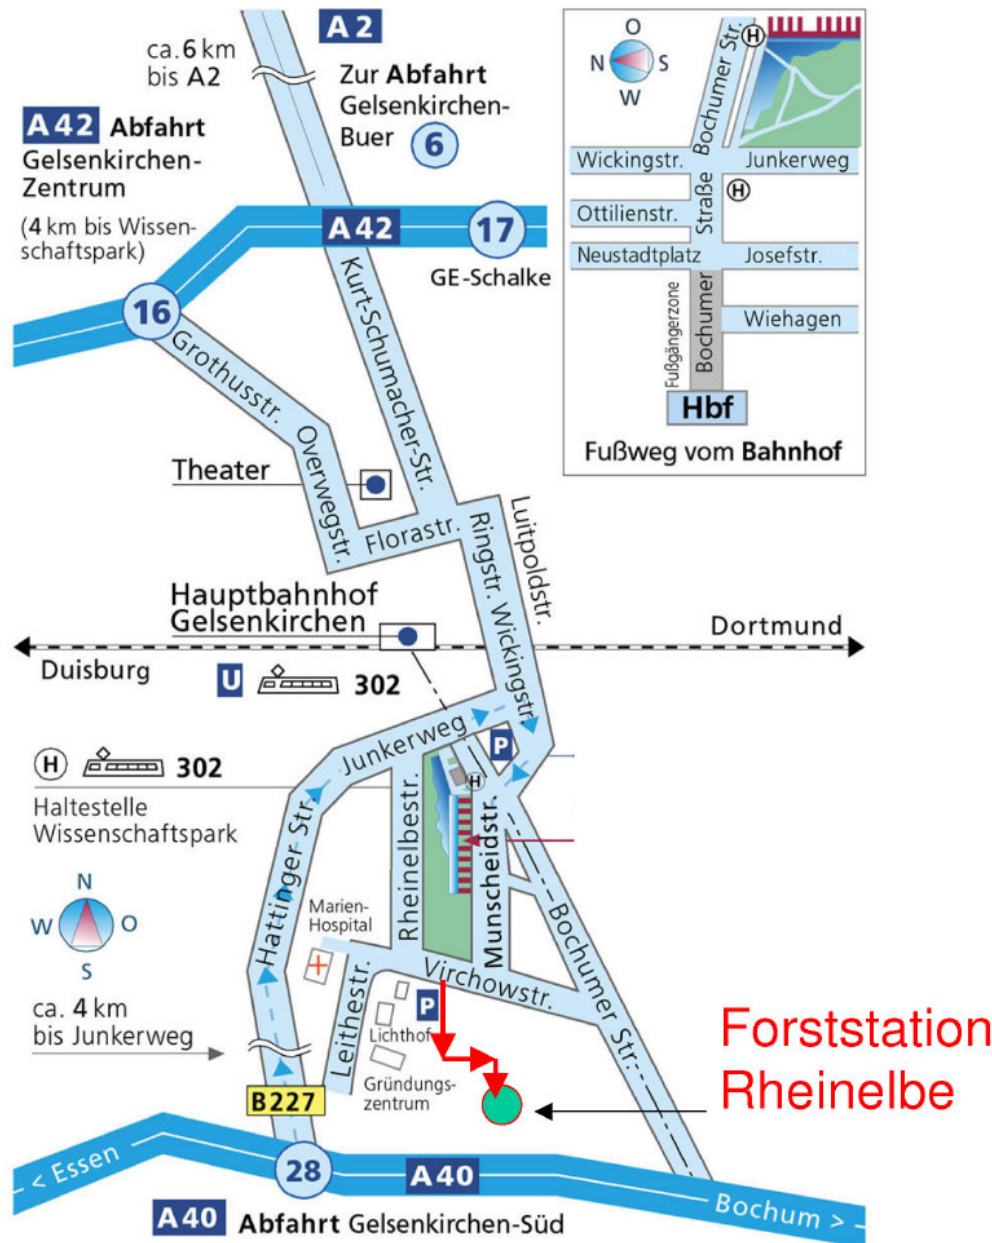 ca. 6 km
bis A2
A 2
Zur Abfahrt
Gelsenkirchen-
Buer
6
A 42 Abfahrt
Gelsenkirchen-
Zentrum
(4 km bis Wissen-
schaftspark)
A 42
17
GE-Schalke
16
Kurt-Schumacher-Str.
Grothusstr.
Overwegstr.
Theater
Florastr.
Ringstr.
Luitpoldstr.
Wickingstr.
Hauptbahnhof
Gelsenkirchen
Dortmund
Duisburg
U 302
Junkerweg
P
H 302
Haltestelle
Wissenschaftspark
H
Hattinger Str.
Rheinelbestr.
Munscheidstr.
Bochumer Str.
N
W O
S
Marien-
Hospital
Virchowstr.
Leithestr.
P
Lichthof
Gründungs-
zentrum
ca. 4 km
bis Junkerweg
B227
Forststation
Rheinelbe
28
< Essen
A 40
Bochum >
A 40 Abfahrt Gelsenkirchen-Süd
O
N S
W
H
Bochumer Str.
Wickingstr.
Junkerweg
H
Ottilienstr.
Straße
Neustadtplatz
Josefstr.
Fußgängerzone
Bochumer
Wiehagen
Hbf
Fußweg vom Bahnhof